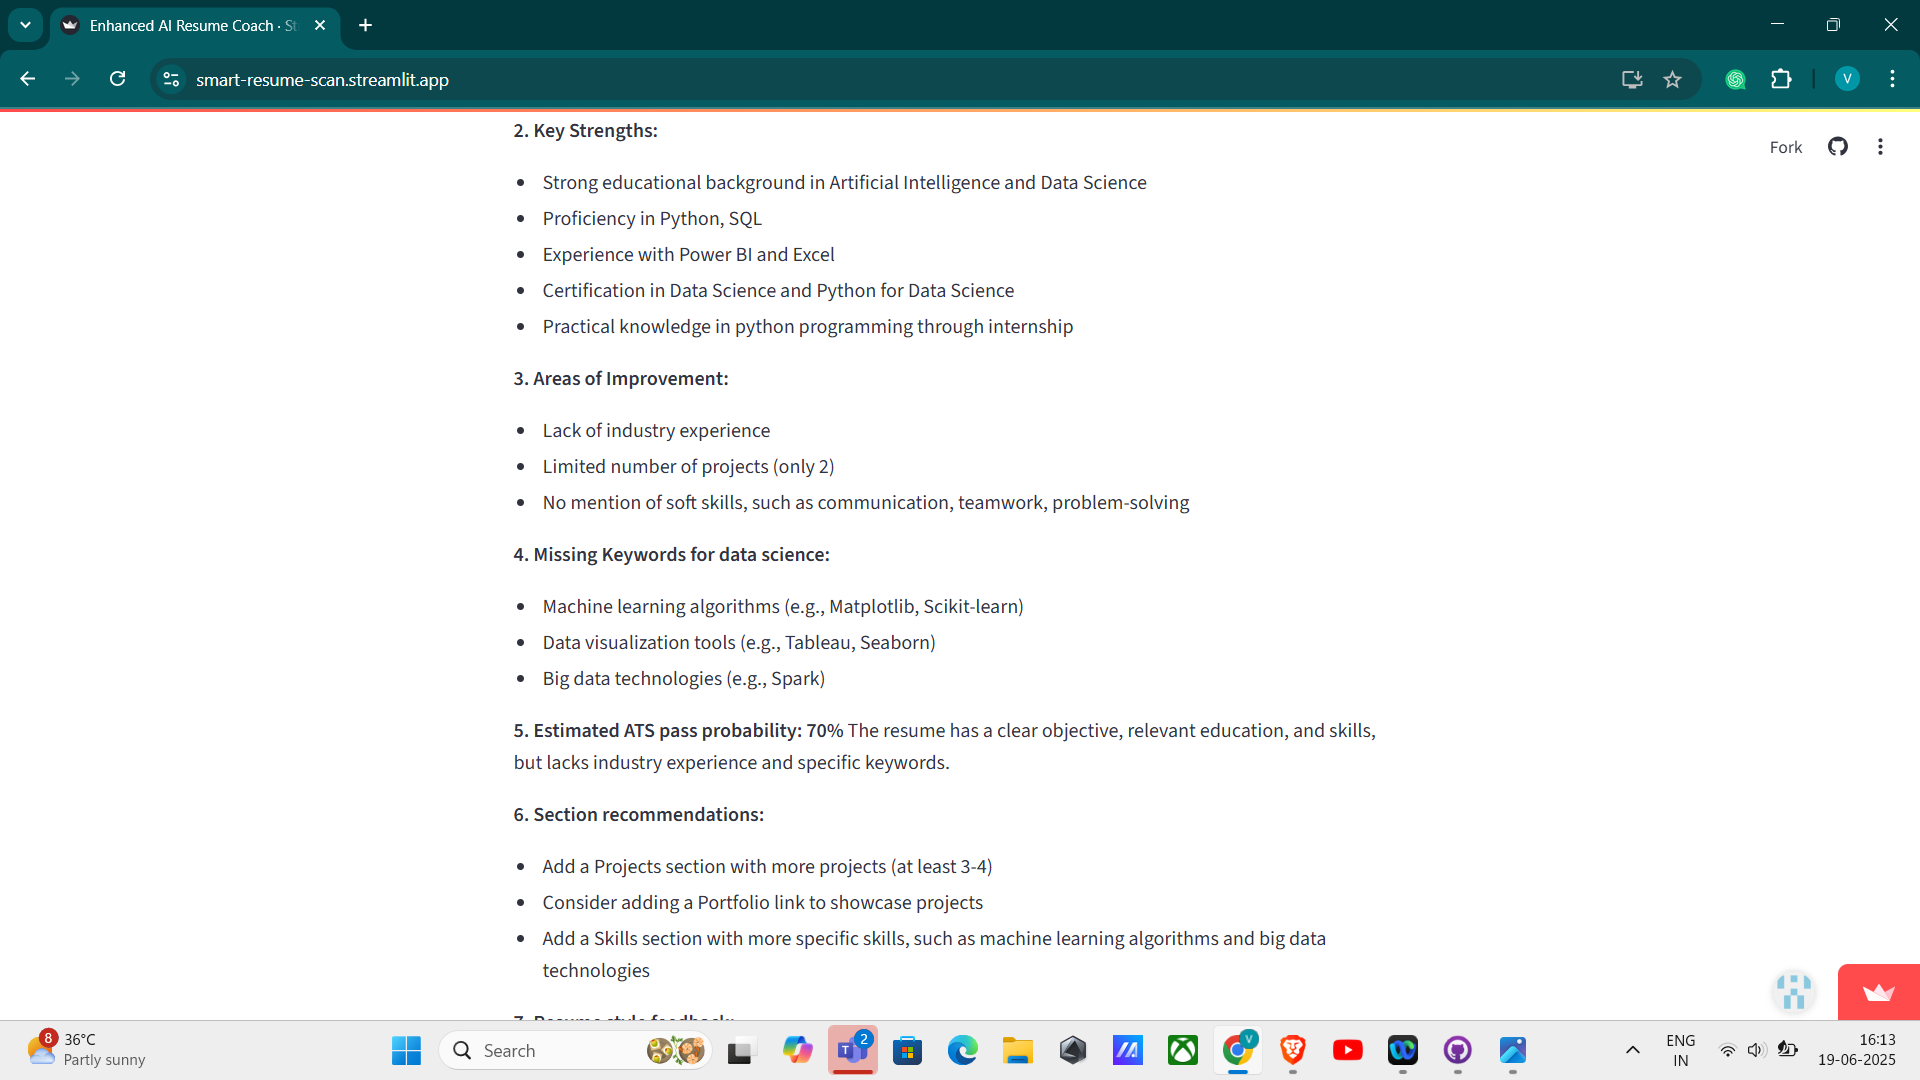 Enhanced AI Resume Coach · St
smart-resume-scan.streamlit.app
V
Fork
2. Key Strengths:
Strong educational background in Artificial Intelligence and Data Science
Proficiency in Python, SQL
Experience with Power BI and Excel
Certification in Data Science and Python for Data Science
Practical knowledge in python programming through internship
3. Areas of Improvement:
Lack of industry experience
Limited number of projects (only 2)
No mention of soft skills, such as communication, teamwork, problem-solving
4. Missing Keywords for data science:
Machine learning algorithms (e.g., Matplotlib, Scikit-learn)
Data visualization tools (e.g., Tableau, Seaborn)
Big data technologies (e.g., Spark)
5. Estimated ATS pass probability: 70% The resume has a clear objective, relevant education, and skills,
but lacks industry experience and specific keywords.
6. Section recommendations:
Add a Projects section with more projects (at least 3-4)
Consider adding a Portfolio link to showcase projects
Add a Skills section with more specific skills, such as machine learning algorithms and big data
technologies
7. Resume style feedback:
8
36°C
Partly sunny
Search
2
V
ENG
IN
16:13
19-06-2025